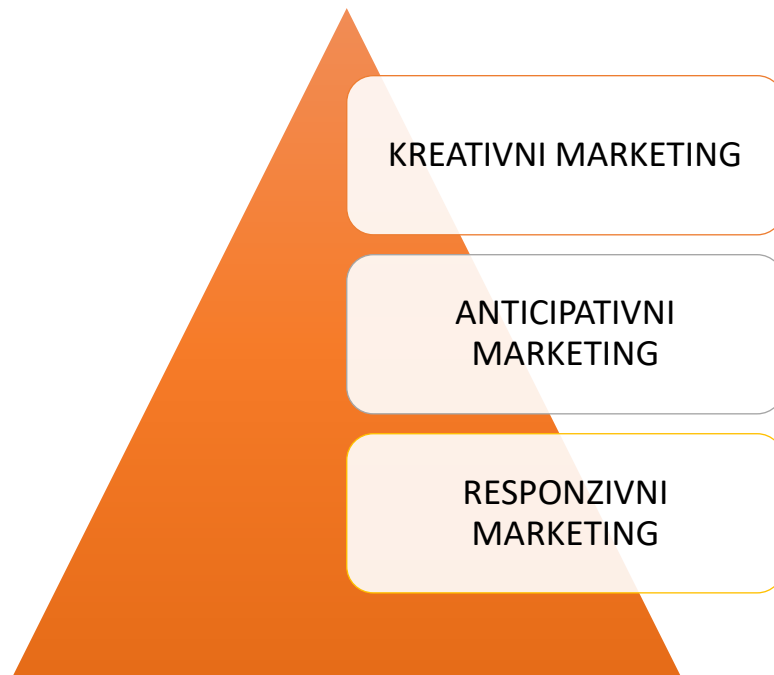 KREATIVNI MARKETING
ANTICIPATIVNI
MARKETING
RESPONZIVNI
MARKETING